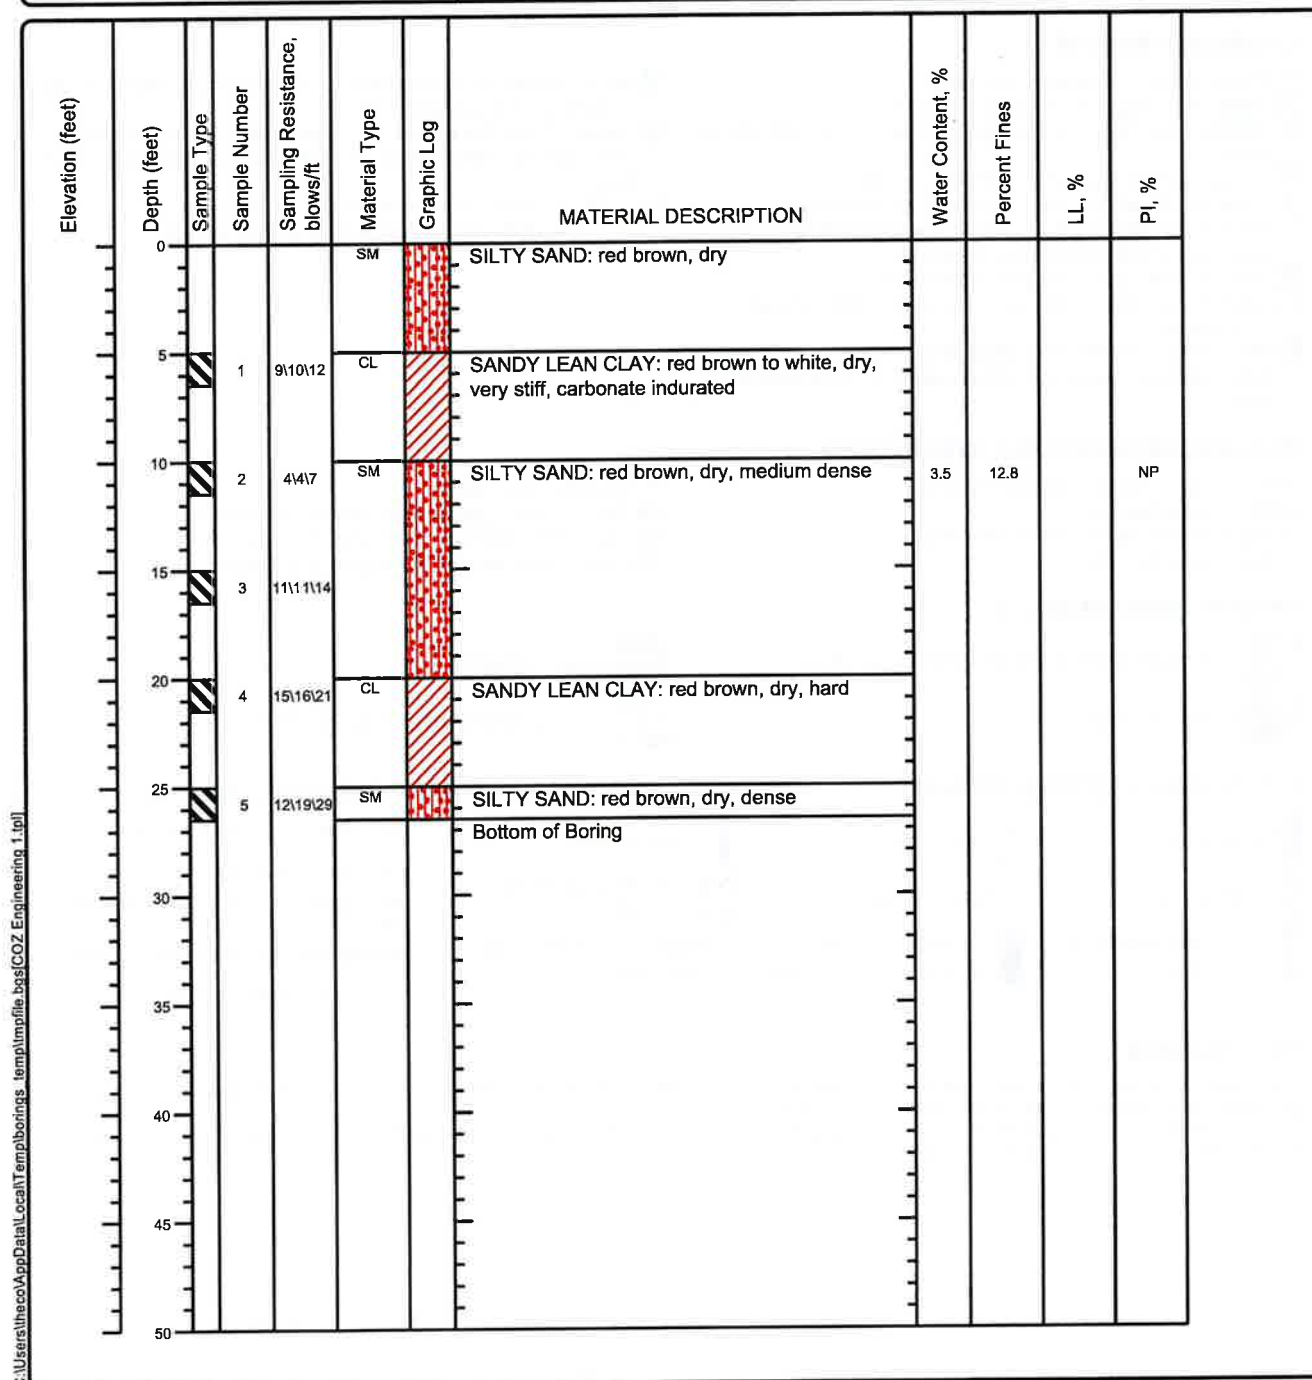 Elevation (feet)
Depth (feet)
Sample Type
Sample Number
Sampling Resistance,
blows/ft
Material Type
Graphic Log
MATERIAL DESCRIPTION
Water Content, %
Percent Fines
LL, %
PI, %
0
SM
SILTY SAND: red brown, dry
5
1
9\10\12
CL
SANDY LEAN CLAY: red brown to white, dry,
very stiff, carbonate indurated
10
2
4\4\7
SM
SILTY SAND: red brown, dry, medium dense
3.5
12.8
NP
15
3
11\11\14
20
4
15\16\21
CL
SANDY LEAN CLAY: red brown, dry, hard
25
5
12\19\29
SM
SILTY SAND: red brown, dry, dense
Bottom of Boring
30
35
40
45
50
:\Users\theco\AppData\Local\Temp\borings_temp\tmpfile.bgs[COZ Engineering 1.tpl]